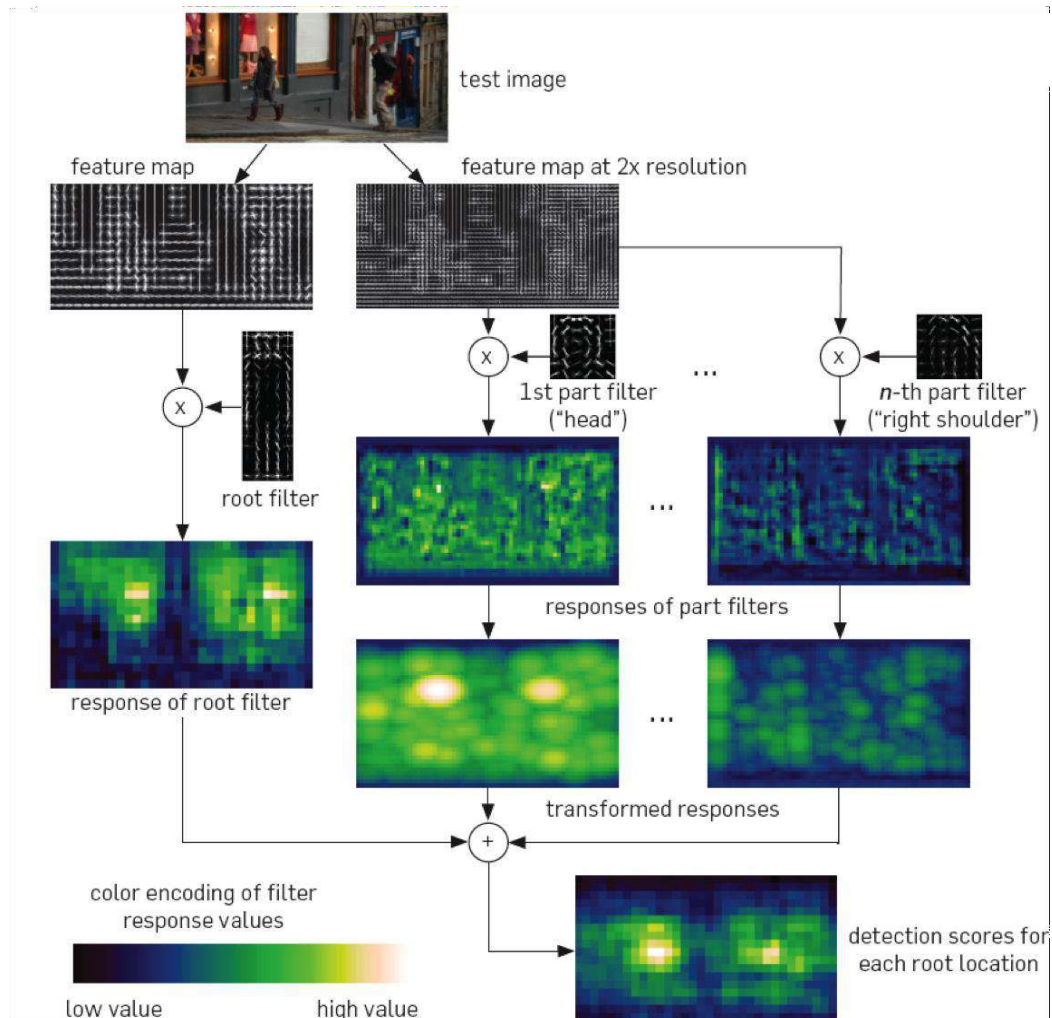 test image
feature map
feature map at 2x resolution
x
x
x
1st part filter
("head")
...
n-th part filter
("right shoulder")
root filter
...
responses of part filters
response of root filter
...
transformed responses
+
color encoding of filter
response values
low value
high value
detection scores for
each root location